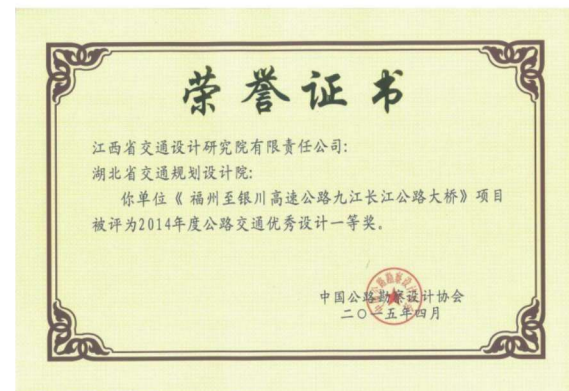 荣誉证书
江西省交通设计研究院有限责任公司:
湖北省交通规划设计院:
你单位《福州至银川高速公路九江长江公路大桥》项目
被评为2014年度公路交通优秀设计一等奖。
中国公路勘察设计协会
二〇一五年四月